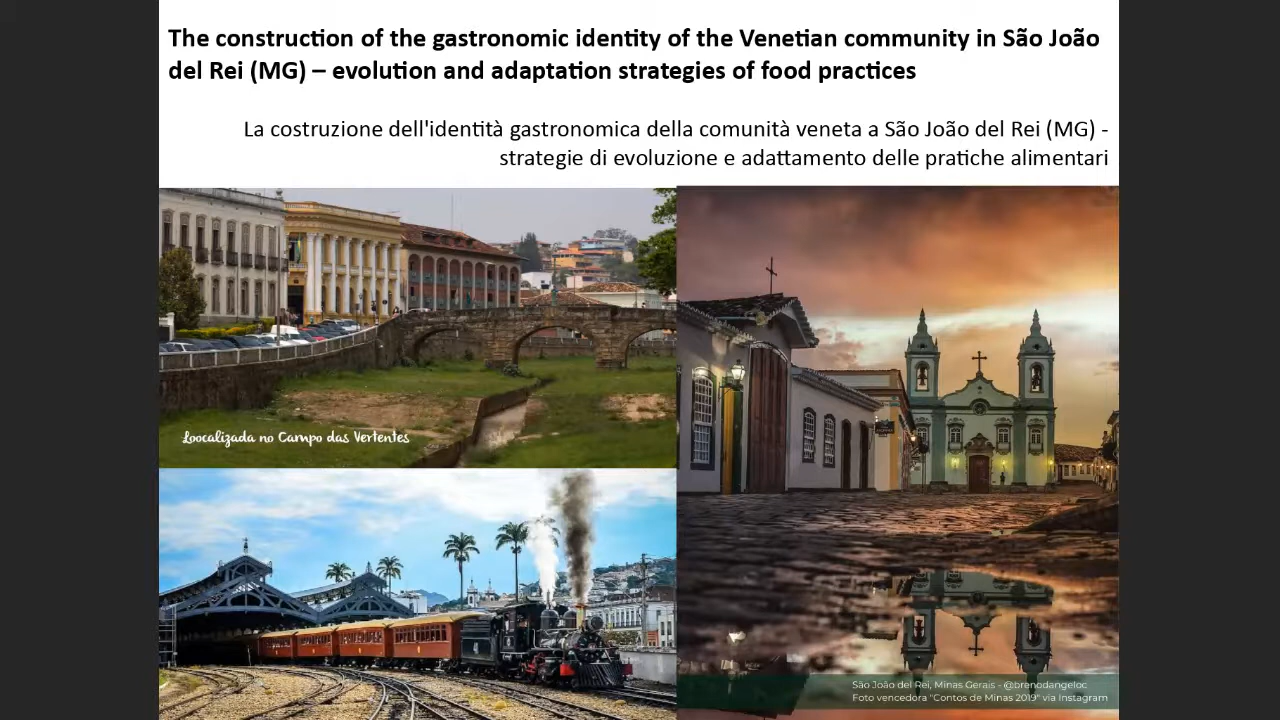 The construction of the gastronomic identity of the Venetian community in São João
del Rei (MG) – evolution and adaptation strategies of food practices
La costruzione dell'identità gastronomica della comunità veneta a São João del Rei (MG) -
strategie di evoluzione e adattamento delle pratiche alimentari
Loocalizada no Campo das Vertentes
São João del Rei, Minas Gerais - @brenodangeloc
Foto vencedora "Contos de Minas 2019" via Instagram